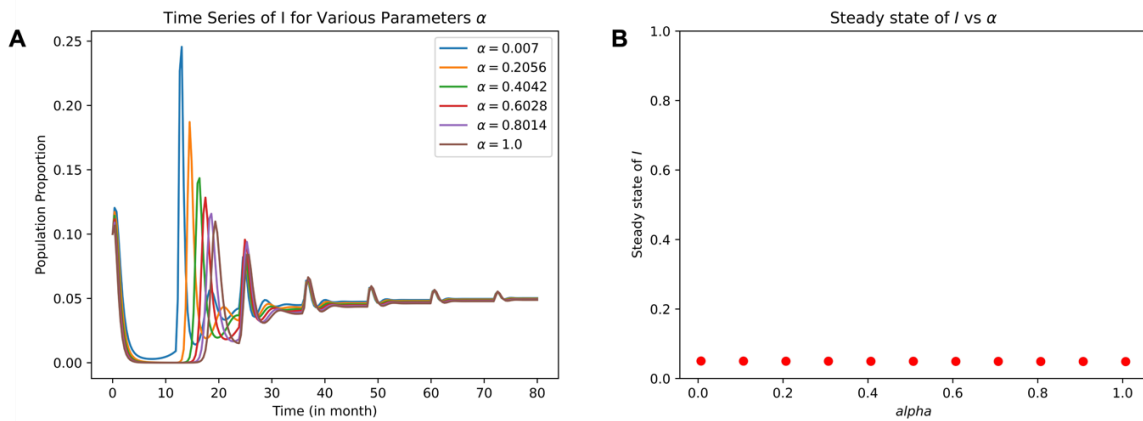 A
Time Series of I for Various Parameters α
Population Proportion
0.25
0.20
0.15
0.10
0.05
0.00
α = 0.007
α = 0.2056
α = 0.4042
α = 0.6028
α = 0.8014
α = 1.0
0 10 20 30 40 50 60 70 80
Time (in month)
B
Steady state of I vs α
Steady state of I
1.0
0.8
0.6
0.4
0.2
0.0
0.0 0.2 0.4 0.6 0.8 1.0
alpha